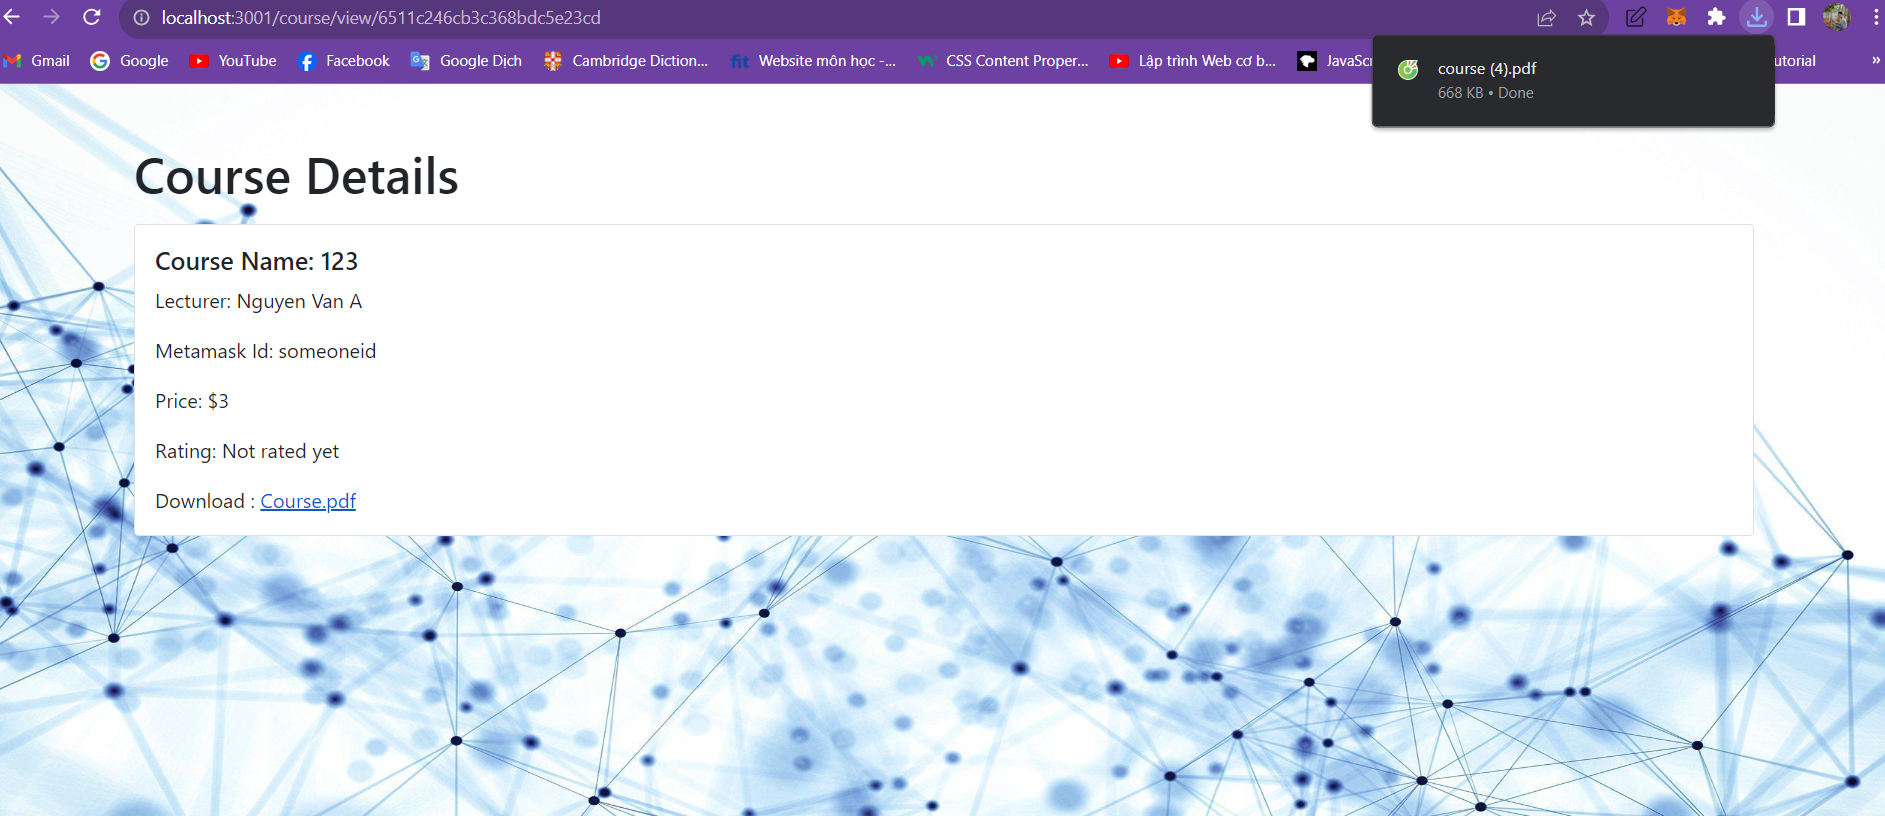 localhost:3001/course/view/6511c246cb3c368bdc5e23cd
Gmail Google YouTube Facebook Google Dịch Cambridge Diction... fit Website môn học -... CSS Content Proper... Lập trình Web cơ b... JavaScr utorial »
course (4).pdf
668 KB • Done
Course Details
Course Name: 123
Lecturer: Nguyen Van A
Metamask Id: someoneid
Price: $3
Rating: Not rated yet
Download : Course.pdf